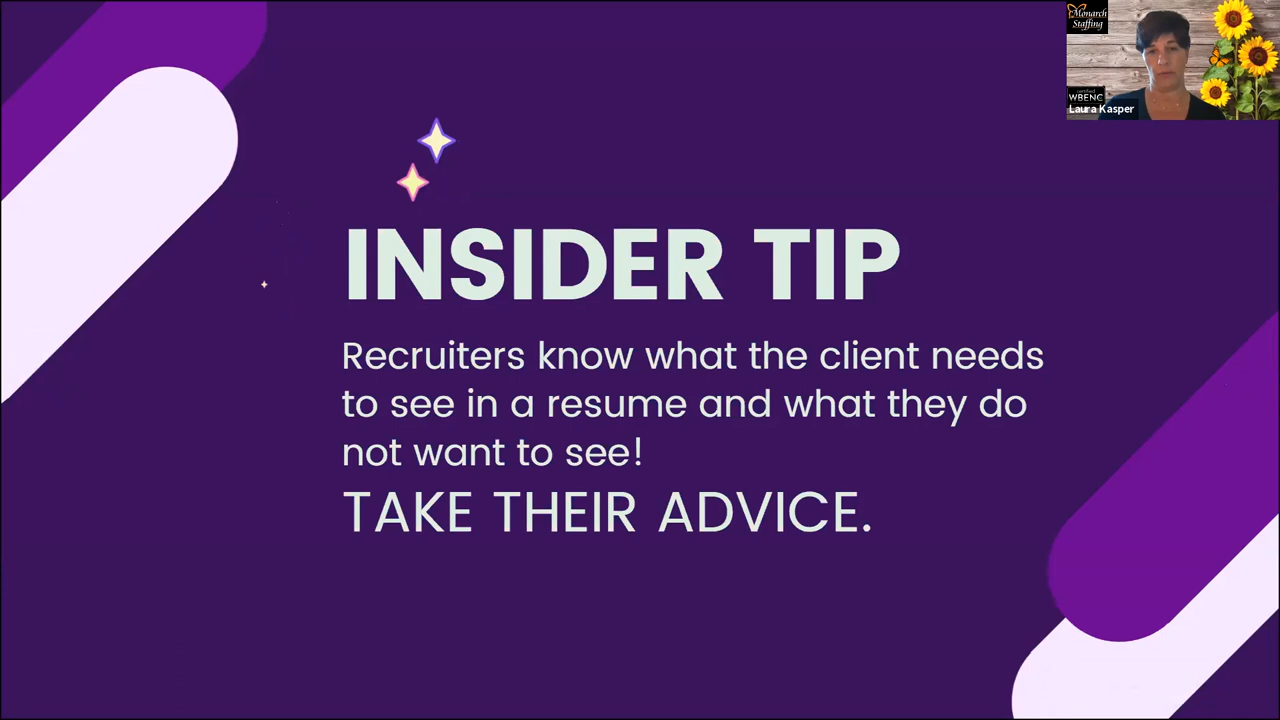 INSIDER TIP
Recruiters know what the client needs
to see in a resume and what they do
not want to see!
TAKE THEIR ADVICE.
Monarch
Staffing
certified
WBENC
Laura Kasper